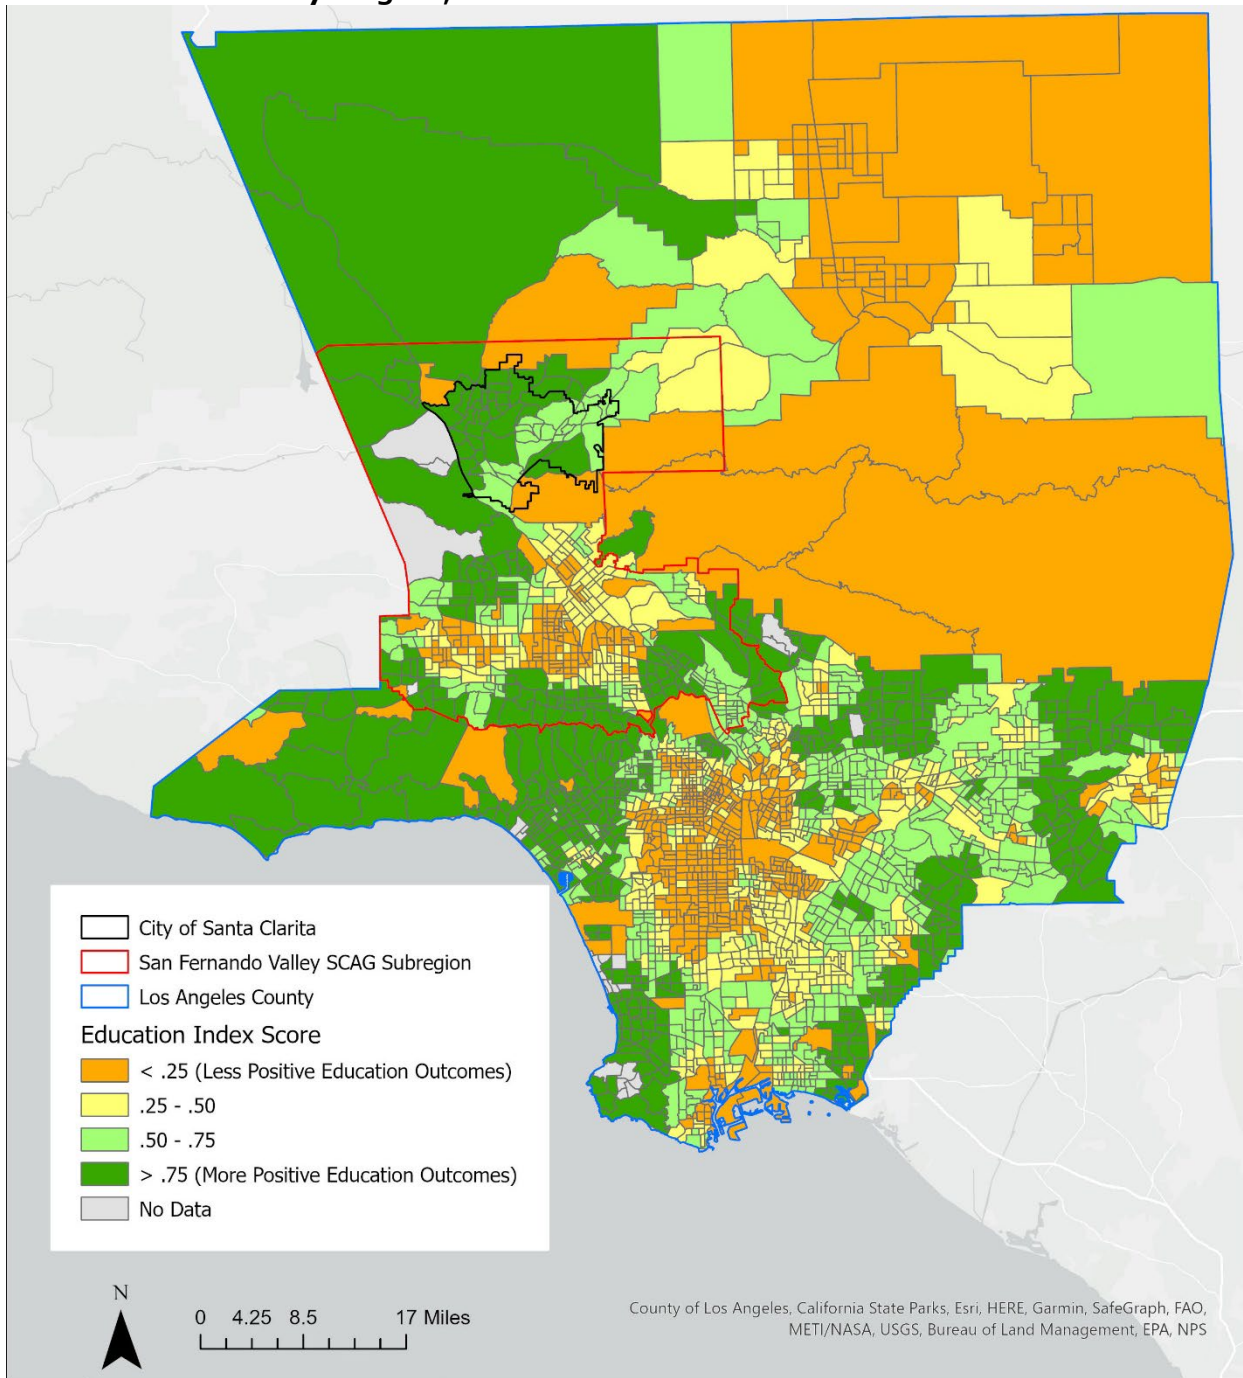 City of Santa Clarita
San Fernando Valley SCAG Subregion
Los Angeles County
Education Index Score
< .25 (Less Positive Education Outcomes)
.25 - .50
.50 - .75
> .75 (More Positive Education Outcomes)
No Data
N
0 4.25 8.5 17 Miles
County of Los Angeles, California State Parks, Esri, HERE, Garmin, SafeGraph, FAO,
METI/NASA, USGS, Bureau of Land Management, EPA, NPS